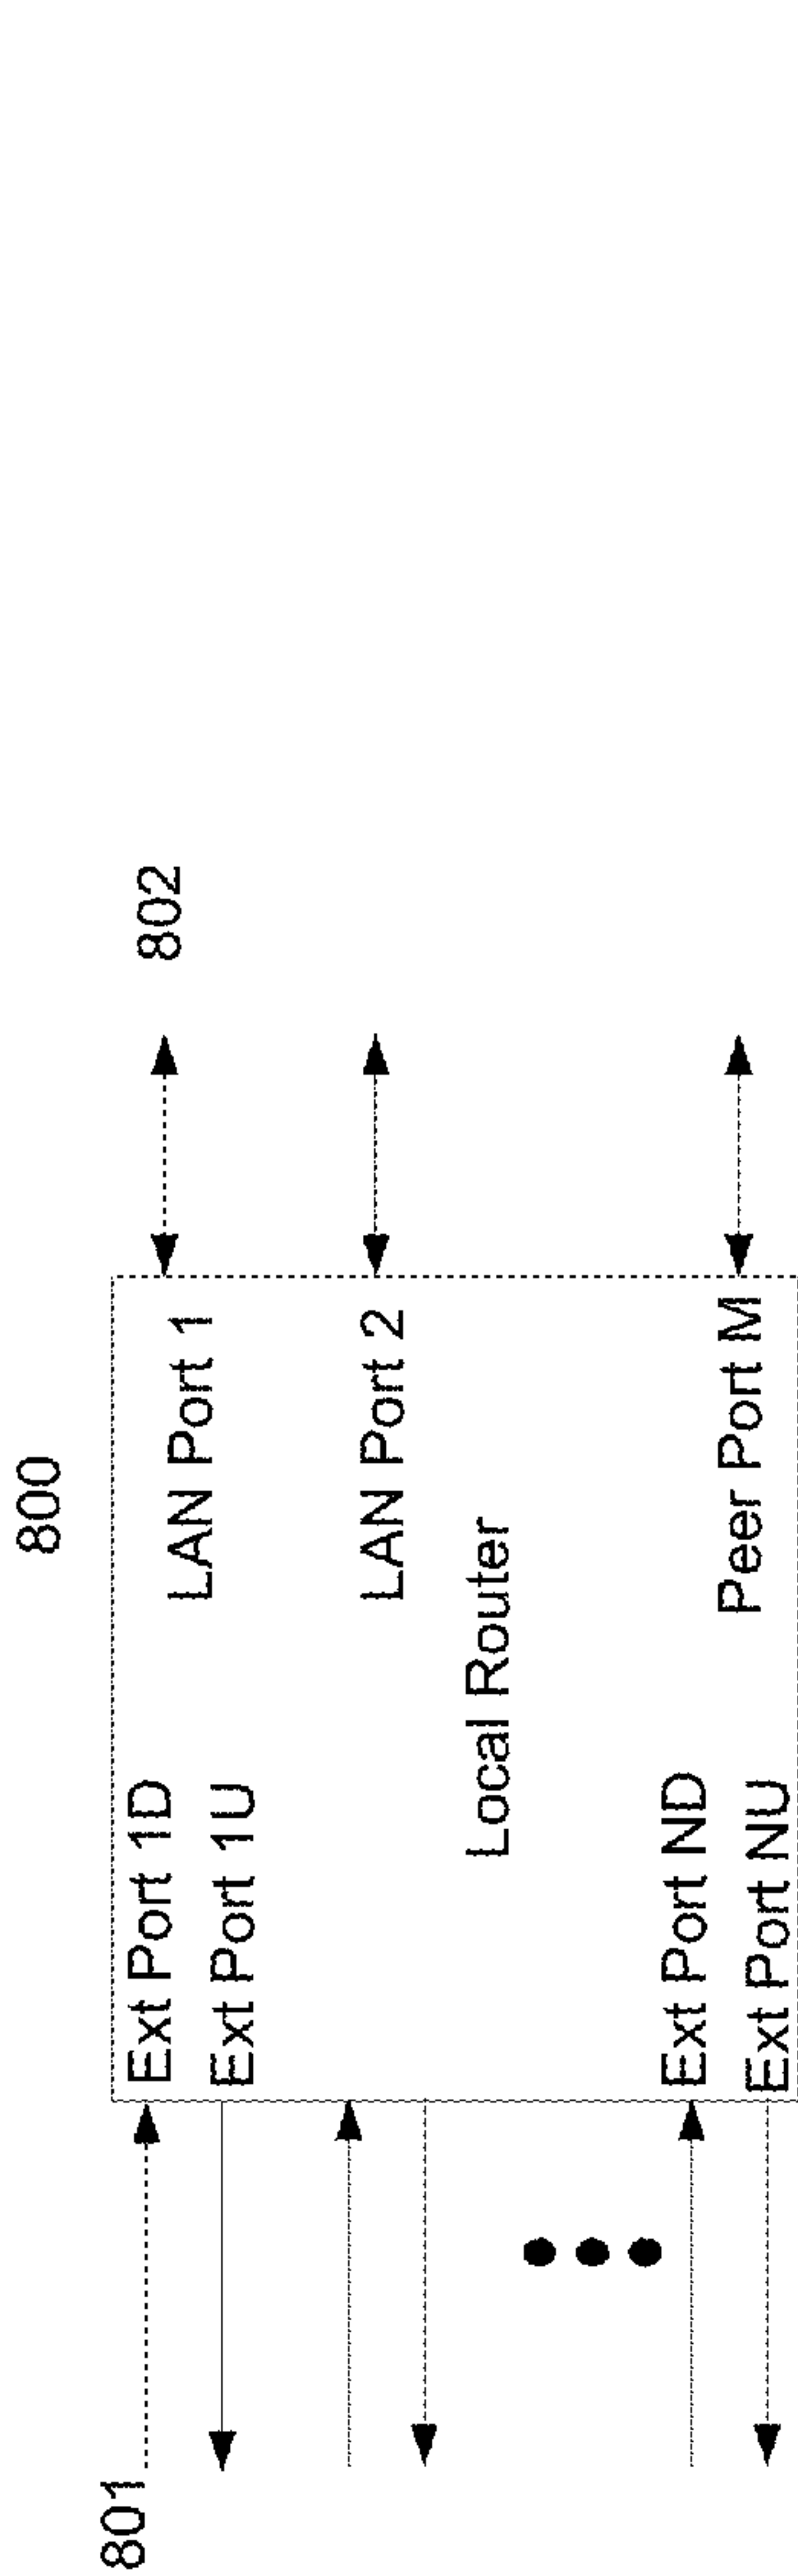 800
801
802
Ext Port 1D
LAN Port 1
Ext Port 1U
LAN Port 2
Local Router
Ext Port ND
Peer Port M
Ext Port NU